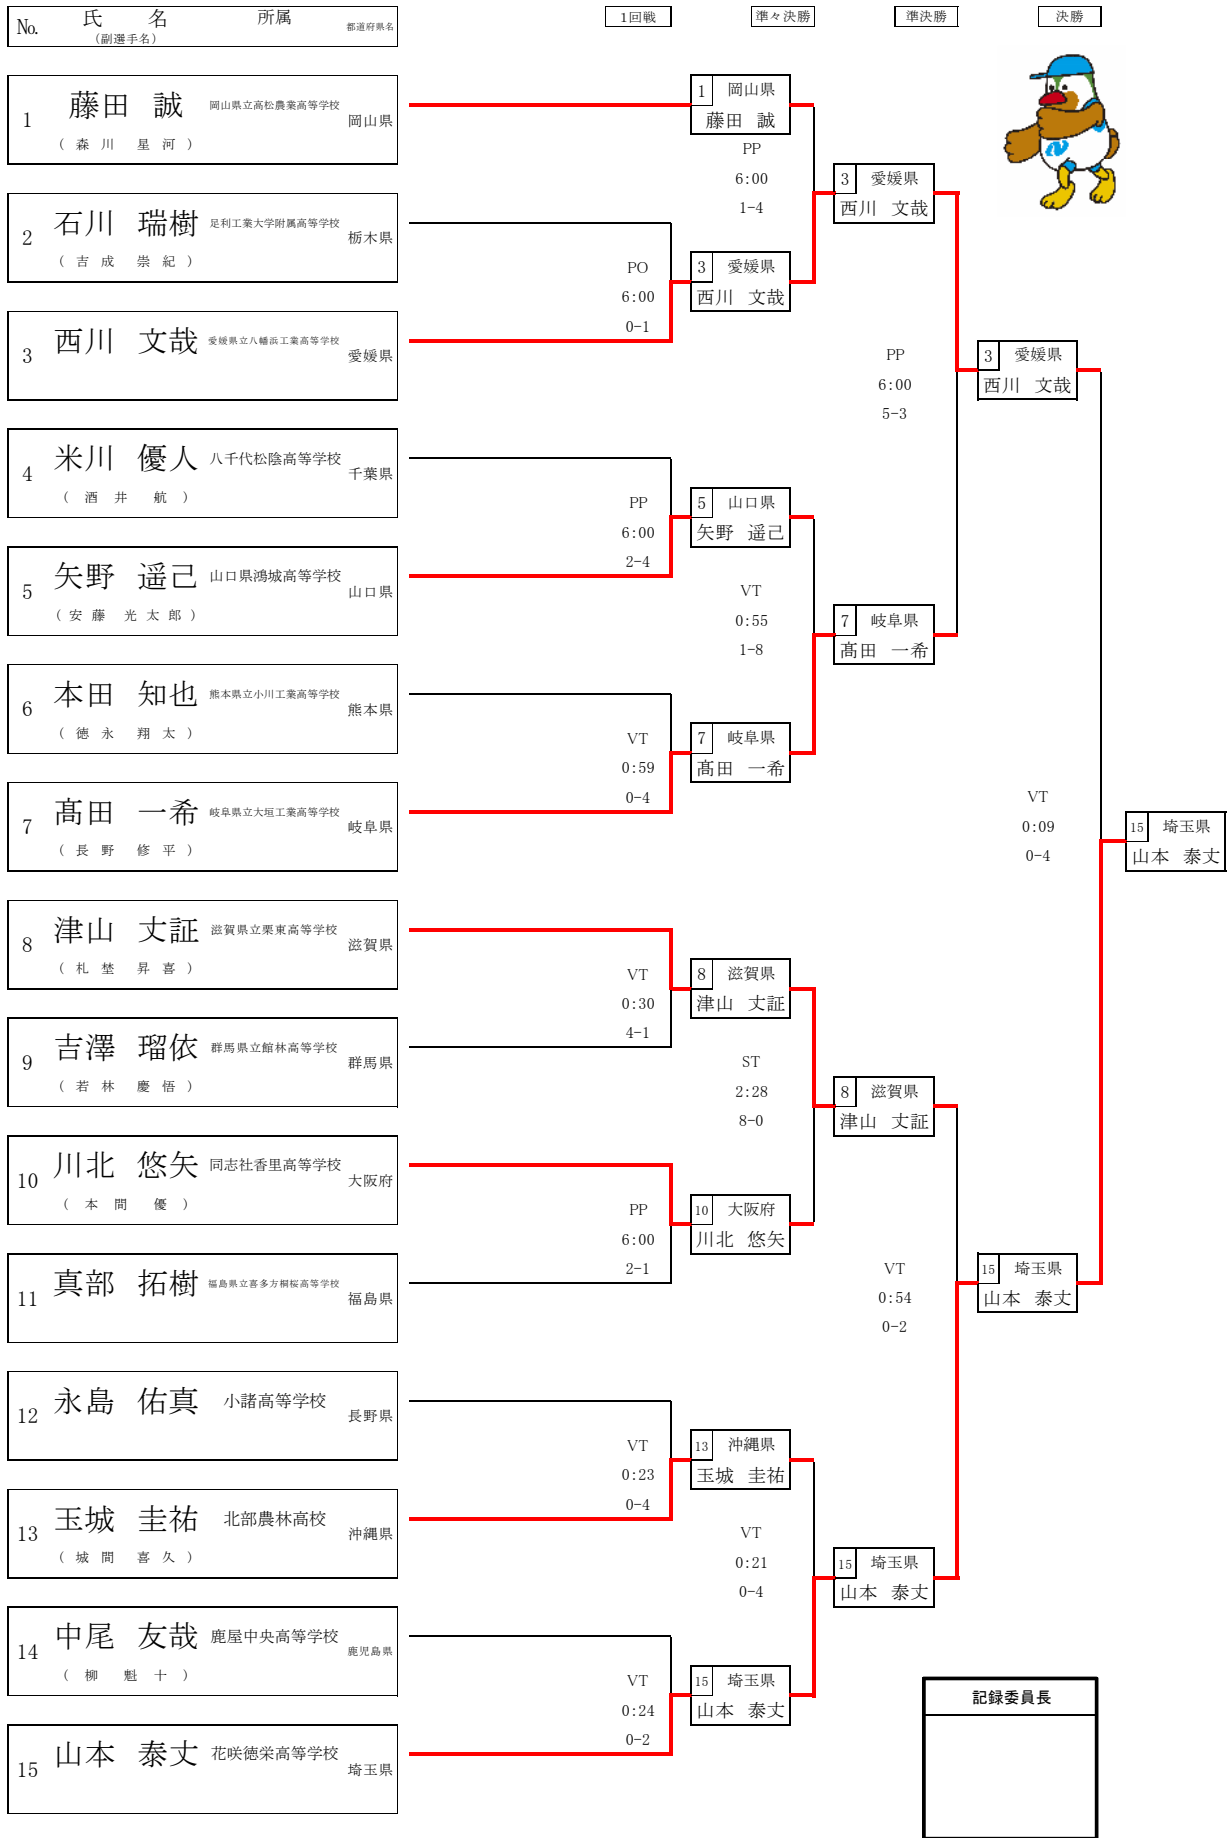 No. 氏 名 所属 都道府県名
(副選手名)
1回戦 準々決勝 準決勝 決勝
1 藤田 誠 岡山県立高松農業高等学校 岡山県
( 森川 星河 )
2 石川 瑞樹 足利工業大学附属高等学校 栃木県
( 吉成 崇紀 )
3 西川 文哉 愛媛県立八幡浜工業高等学校 愛媛県
4 米川 優人 八千代松陰高等学校 千葉県
( 酒井 航 )
5 矢野 遥己 山口県鴻城高等学校 山口県
( 安藤 光太郎 )
6 本田 知也 熊本県立小川工業高等学校 熊本県
( 徳永 翔太 )
7 髙田 一希 岐阜県立大垣工業高等学校 岐阜県
( 長野 修平 )
8 津山 丈証 滋賀県立栗東高等学校 滋賀県
( 札埜 昇喜 )
9 吉澤 瑠依 群馬県立館林高等学校 群馬県
( 若林 慶悟 )
10 川北 悠矢 同志社香里高等学校 大阪府
( 本間 優 )
11 真部 拓樹 福島県立喜多方桐桜高等学校 福島県
12 永島 佑真 小諸高等学校 長野県
13 玉城 圭祐 北部農林高校 沖縄県
( 城間 喜久 )
14 中尾 友哉 鹿屋中央高等学校 鹿児島県
( 柳 魁十 )
15 山本 泰丈 花咲徳栄高等学校 埼玉県
PO
6:00
0-1
PP
6:00
2-4
VT
0:59
0-4
VT
0:30
4-1
PP
6:00
2-1
VT
0:23
0-4
VT
0:24
0-2
1 岡山県
藤田 誠
PP
6:00
1-4
3 愛媛県
西川 文哉
5 山口県
矢野 遥己
VT
0:55
1-8
7 岐阜県
髙田 一希
8 滋賀県
津山 丈証
ST
2:28
8-0
10 大阪府
川北 悠矢
13 沖縄県
玉城 圭祐
VT
0:21
0-4
15 埼玉県
山本 泰丈
3 愛媛県
西川 文哉
PP
6:00
5-3
7 岐阜県
髙田 一希
8 滋賀県
津山 丈証
VT
0:54
0-2
15 埼玉県
山本 泰丈
3 愛媛県
西川 文哉
VT
0:09
0-4
15 埼玉県
山本 泰丈
15 埼玉県
山本 泰丈
記録委員長